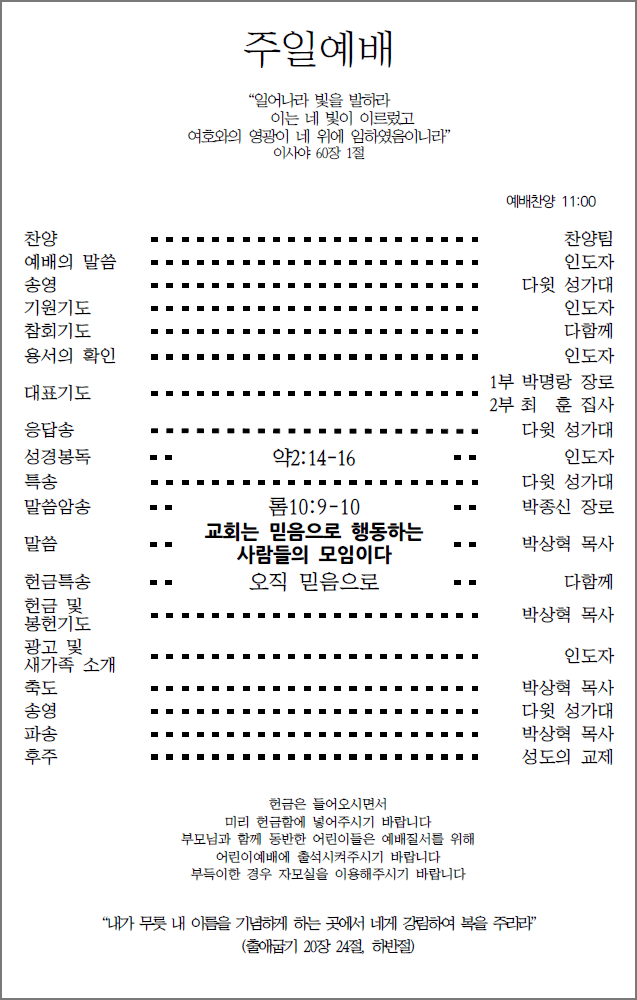 주일예배
“일어나라 빛을 발하라
이는 네 빛이 이르렀고
여호와의 영광이 네 위에 임하였음이니라”
이사야 60장 1절
예배찬양 11:00
찬양 찬양팀
예배의 말씀 인도자
송영 다윗 성가대
기원기도 인도자
참회기도 다함께
용서의 확인 인도자
대표기도 1부 박명랑 장로
2부 최 훈 집사
응답송 다윗 성가대
성경봉독 약2:14-16 인도자
특송 다윗 성가대
말씀암송 롬10:9-10 박종신 장로
말씀 교회는 믿음으로 행동하는
사람들의 모임이다 박상혁 목사
헌금특송 오직 믿음으로 다함께
헌금 및
봉헌기도 박상혁 목사
광고 및
새가족 소개 인도자
축도 박상혁 목사
송영 다윗 성가대
파송 박상혁 목사
후주 성도의 교제
헌금은 들어오시면서
미리 헌금함에 넣어주시기 바랍니다
부모님과 함께 동반한 어린이들은 예배질서를 위해
어린이예배에 출석시켜주시기 바랍니다
부득이한 경우 자모실을 이용해주시기 바랍니다
“내가 무릇 내 이름을 기념하게 하는 곳에서 네게 강림하여 복을 주리라”
(출애굽기 20장 24절, 하반절)